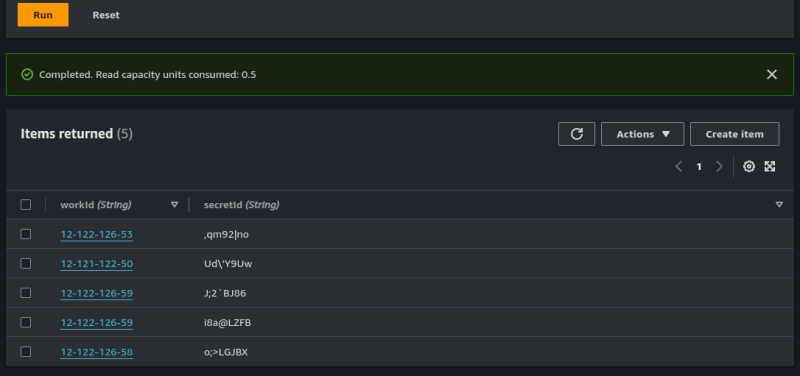 Run Reset
Completed. Read capacity units consumed: 0.5
Items returned (5) Actions Create item
1
workId (String) secretId (String)
12-122-126-53 ,qm92|no
12-121-122-50 Ud\'Y9Uw
12-122-126-59 J;2`BJ86
12-122-126-59 i8a@LZFB
12-122-126-58 o;>LGJBX